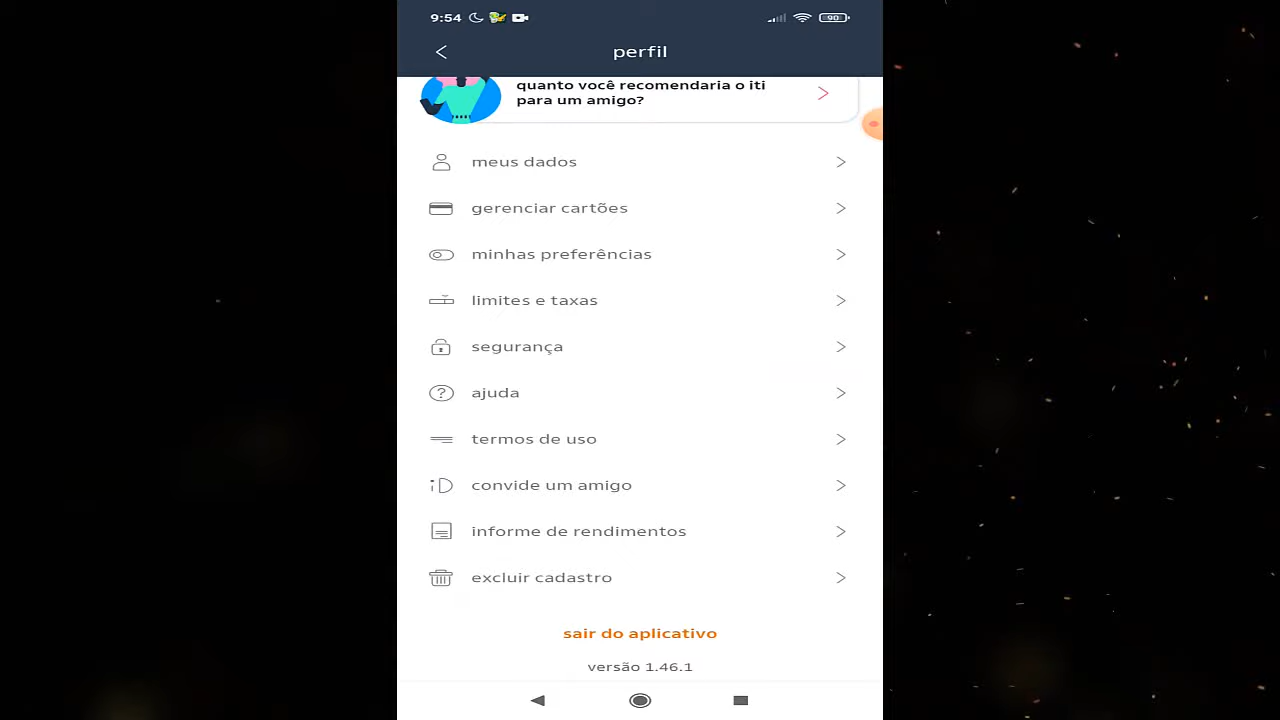 9:54
90
perfil
quanto você recomendaria o iti
para um amigo?
meus dados
gerenciar cartões
minhas preferências
limites e taxas
segurança
ajuda
termos de uso
convide um amigo
informe de rendimentos
excluir cadastro
sair do aplicativo
versão 1.46.1